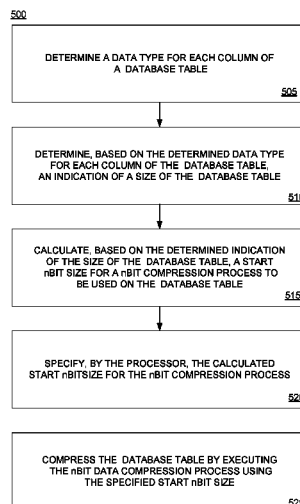 500
DETERMINE A DATA TYPE FOR EACH COLUMN OF
A DATABASE TABLE
505
DETERMINE, BASED ON THE DETERMINED DATA TYPE
FOR EACH COLUMN OF THE DATABASE TABLE,
AN INDICATION OF A SIZE OF THE DATABASE TABLE
CALCULATE, BASED ON THE DETERMINED INDICATION
OF THE SIZE OF THE DATABASE TABLE, A START
nBIT SIZE FOR A nBIT COMPRESSION PROCESS TO
BE USED ON THE DATABASE TABLE
515
SPECIFY, BY THE PROCESSOR, THE CALCULATED
START nBITSIZE FOR THE nBIT COMPRESSION PROCESS
COMPRESS THE DATABASE TABLE BY EXECUTING
THE nBIT DATA COMPRESSION PROCESS USING
THE SPECIFIED START nBIT SIZE